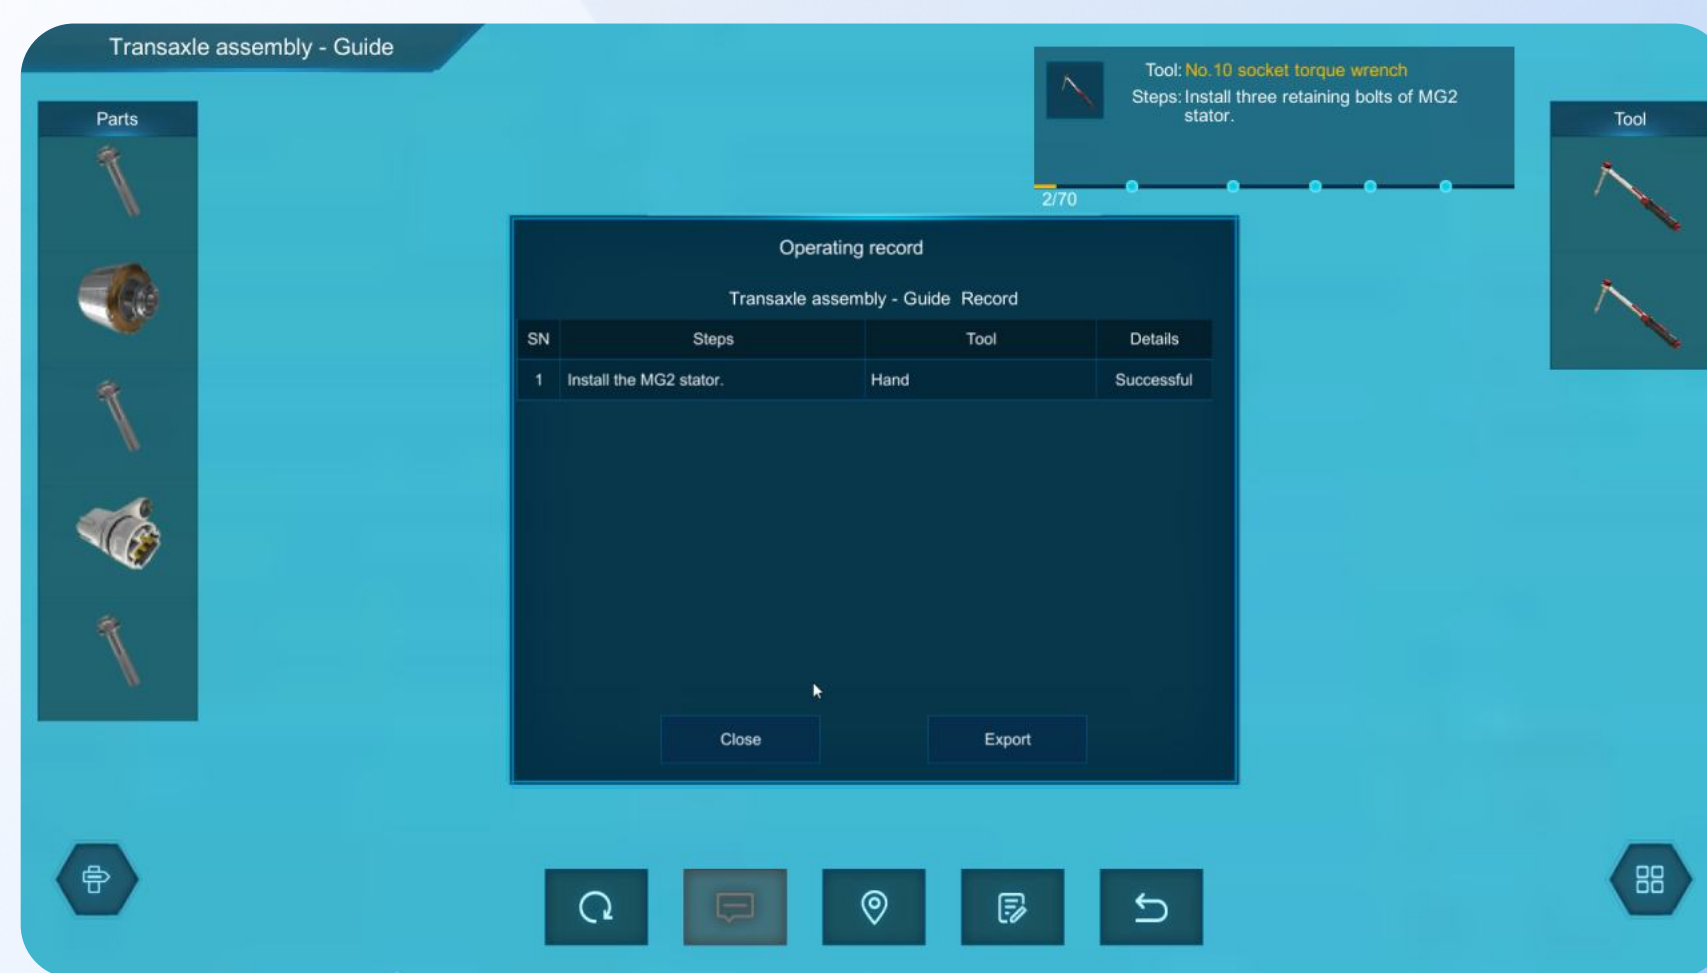 Transaxle assembly - Guide
Tool: No.10 socket torque wrench
Steps: Install three retaining bolts of MG2
stator.
2/70
Parts
Tool
Operating record
Transaxle assembly - Guide Record
SN Steps Tool Details
1 Install the MG2 stator. Hand Successful
Close Export